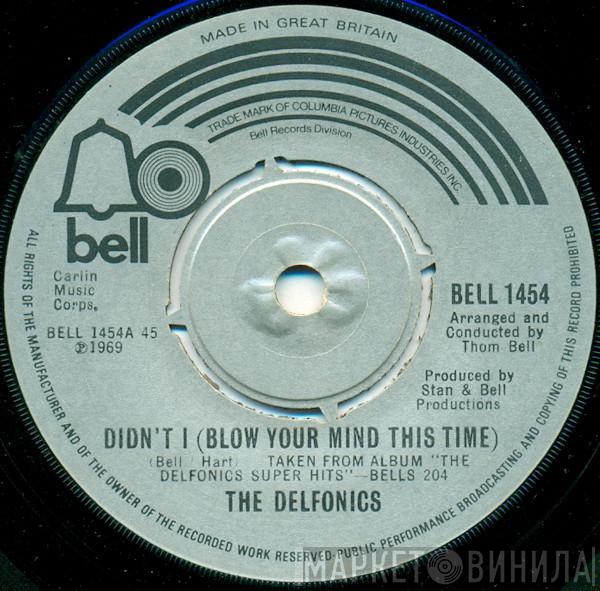 MADE IN GREAT BRITAIN
TRADE MARK OF COLUMBIA PICTURES INDUSTRIES INC.
Bell Records Division
bell
Carlin
Music
Corps.
BELL 1454A 45
℗1969
BELL 1454
Arranged and
Conducted by
Thom Bell
Produced by
Stan & Bell
Productions
DIDN'T I (BLOW YOUR MIND THIS TIME)
(Bell / Hart) TAKEN FROM ALBUM "THE
DELFONICS SUPER HITS"—BELLS 204
THE DELFONICS
ALL RIGHTS OF THE MANUFACTURER AND OF THE OWNER OF THE RECORDED WORK RESERVED·PUBLIC PERFORMANCE BROADCASTING AND COPYING OF THIS RECORD PROHIBITED
МАРКЕТ ВИНИЛА